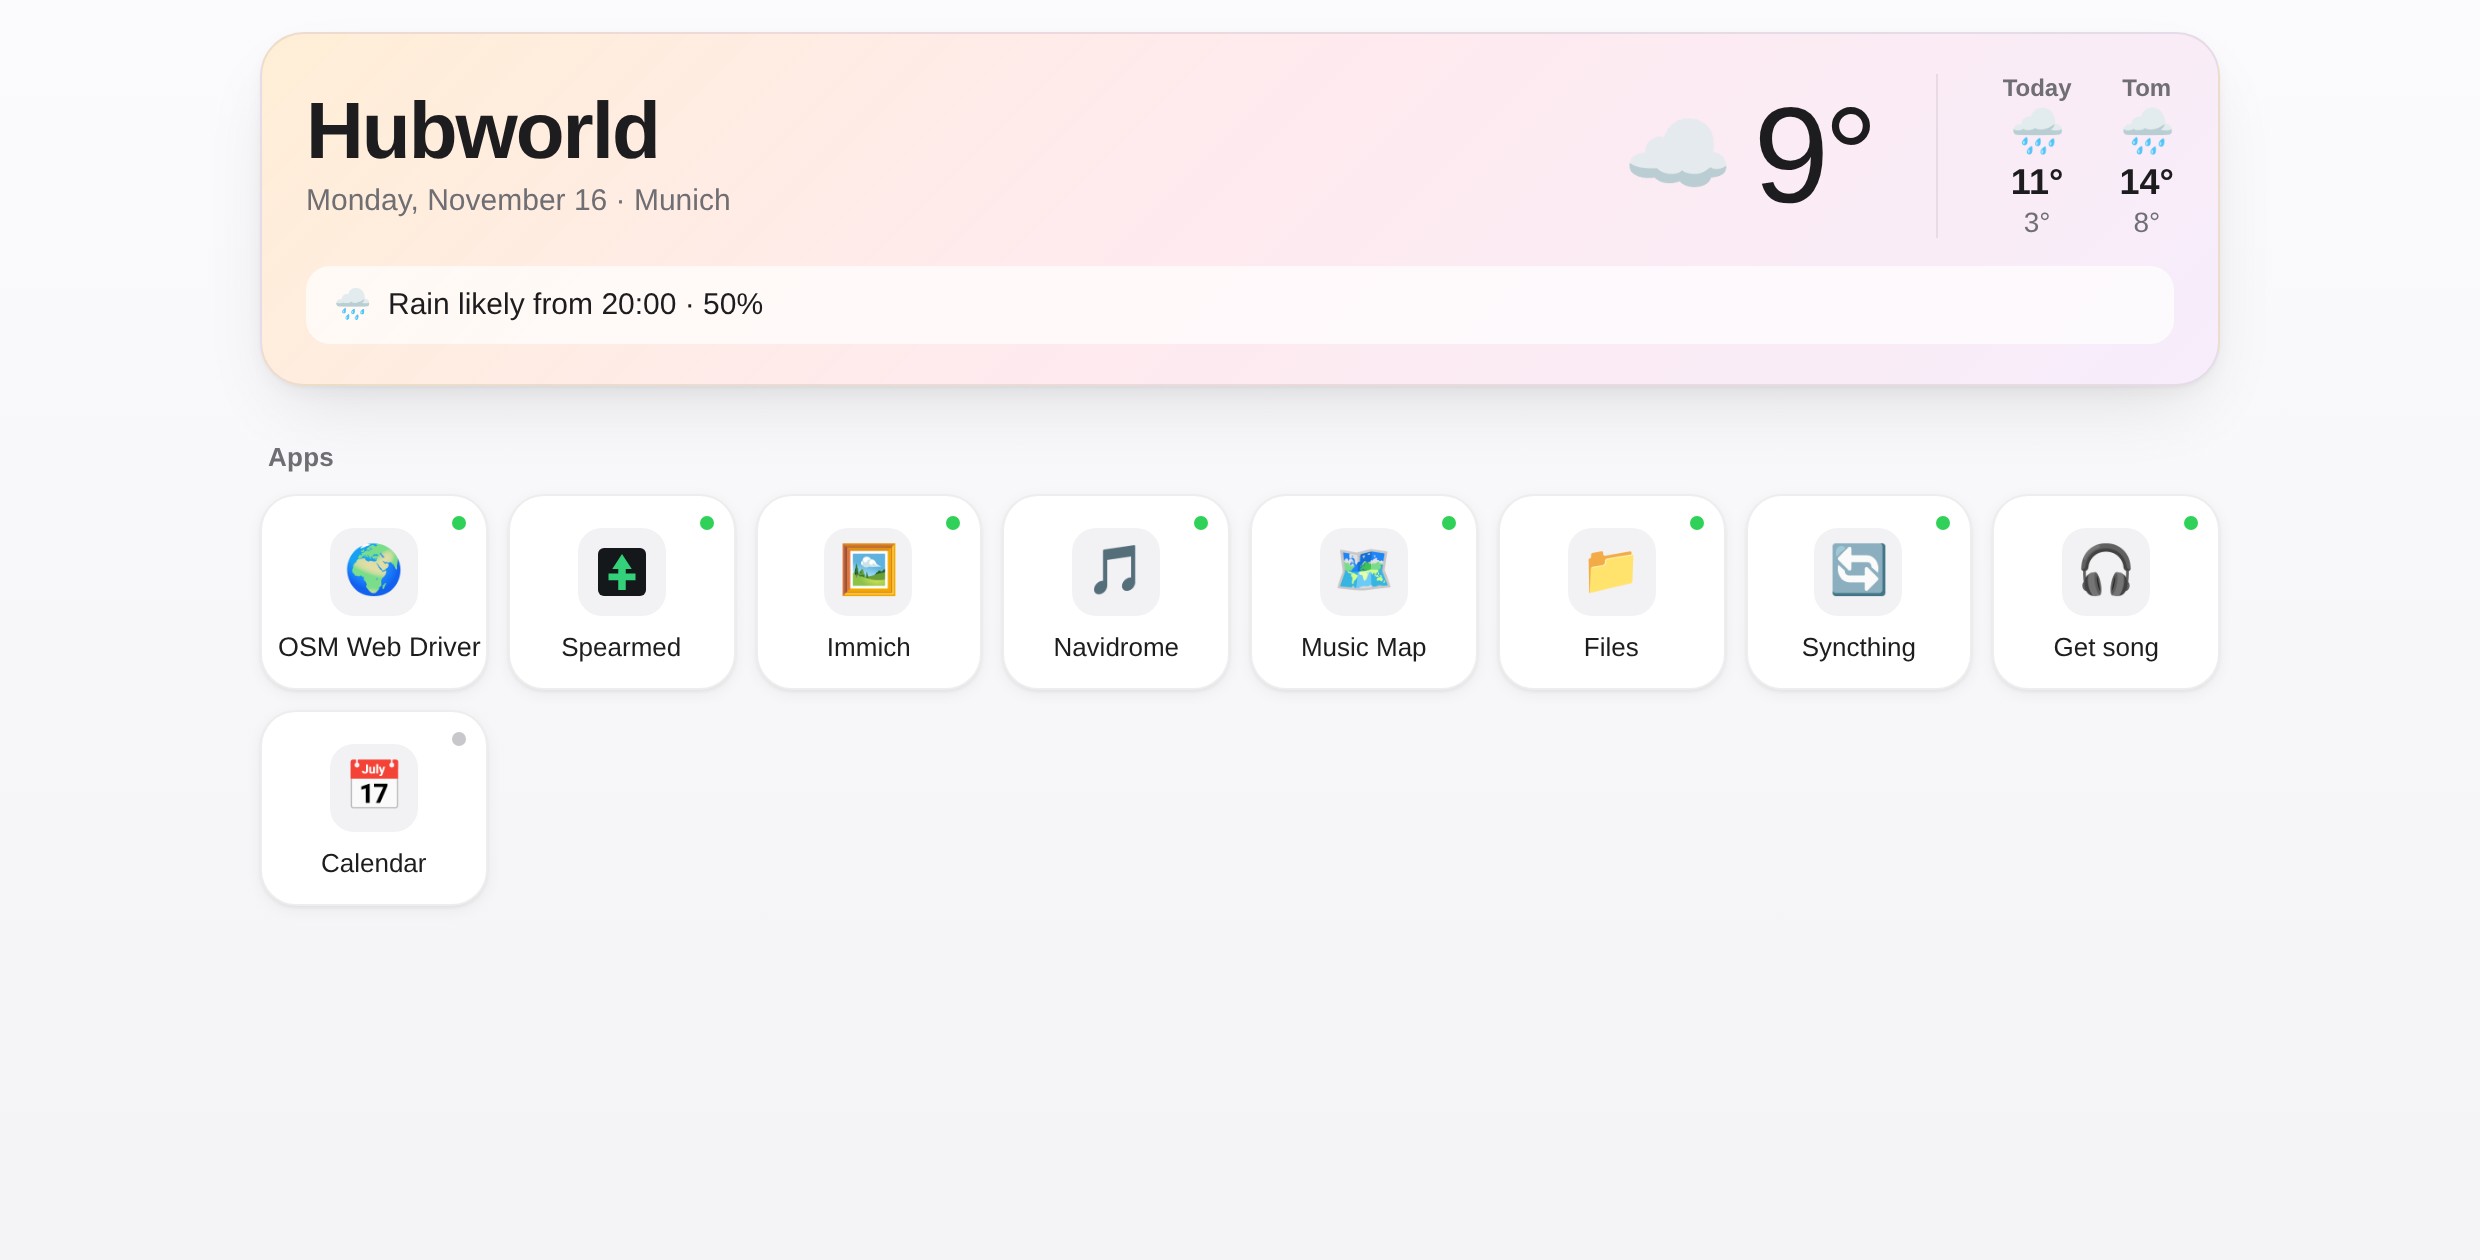 Hubworld
Monday, November 16 · Munich
9°
Today
11°
3°
Tom
14°
8°
Rain likely from 20:00 · 50%
Apps
OSM Web Driver
Spearmed
Immich
Navidrome
Music Map
Files
Syncthing
Get song
July
17
Calendar